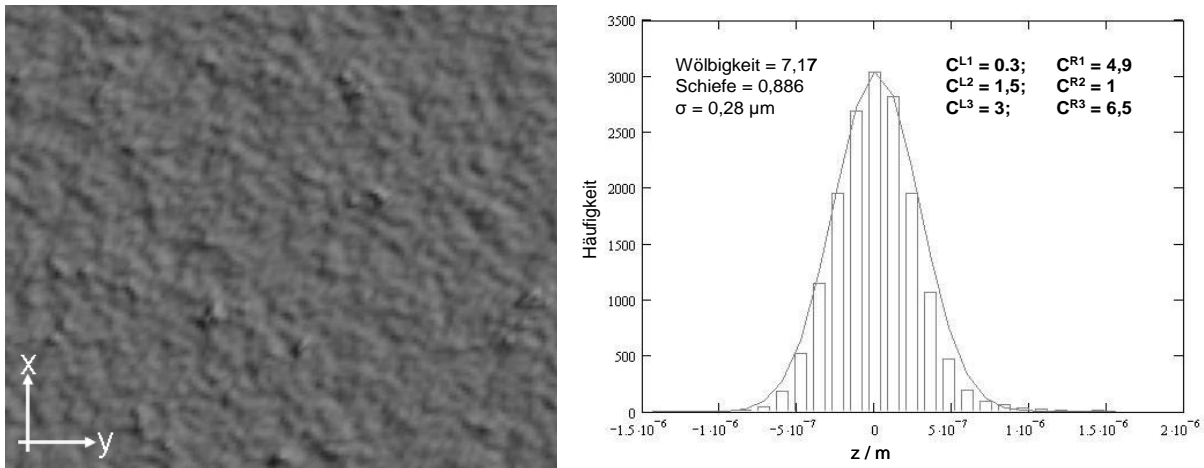 x
y
Wölbigkeit = 7,17
Schiefe = 0,886
σ = 0,28 µm
C^L1 = 0.3; C^R1 = 4,9
C^L2 = 1,5; C^R2 = 1
C^L3 = 3; C^R3 = 6,5
Häufigkeit
3500
3000
2500
2000
1500
1000
500
0
−1.5·10^−6 −1·10^−6 −5·10^−7 0 5·10^−7 1·10^−6 1.5·10^−6 2·10^−6
z / m